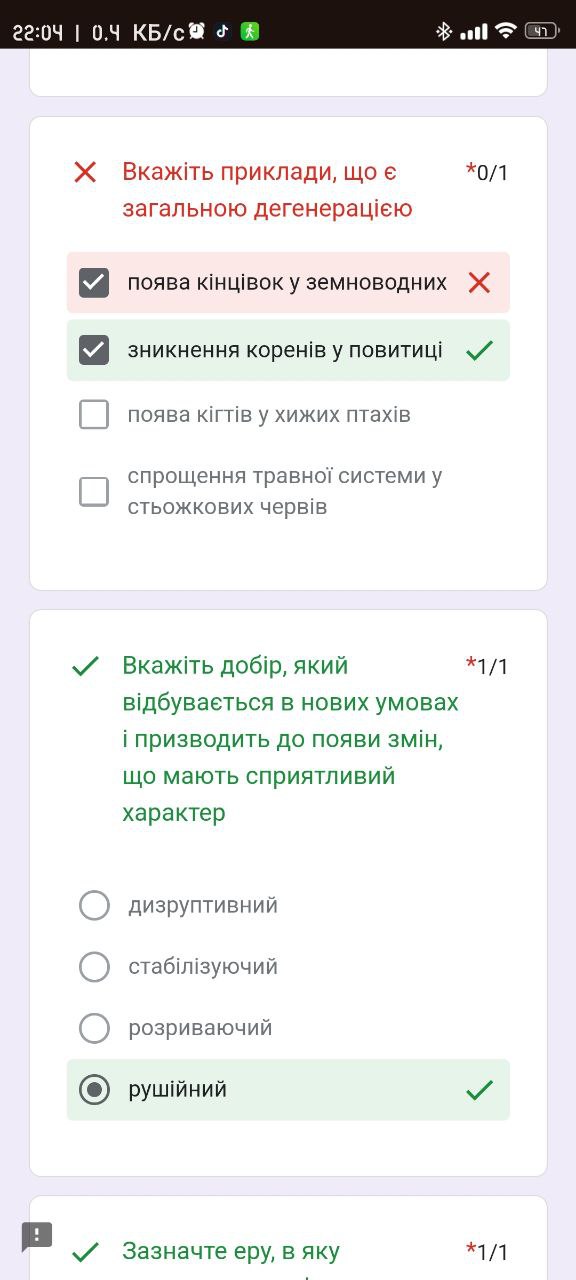 22:04 | 0.4 КБ/с
47
Вкажіть приклади, що є
*0/1
загальною дегенерацією
поява кінцівок у земноводних
зникнення коренів у повитиці
поява кігтів у хижих птахів
спрощення травної системи у
стьожкових червів
Вкажіть добір, який
*1/1
відбувається в нових умовах
і призводить до появи змін,
що мають сприятливий
характер
дизруптивний
стабілізуючий
розриваючий
рушійний
Зазначте еру, в яку
*1/1